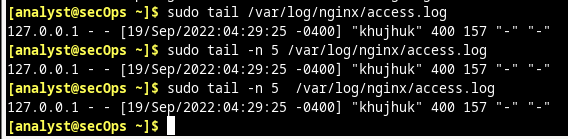 [analyst@secOps ~]$ sudo tail /var/log/nginx/access.log
127.0.0.1 - - [19/Sep/2022:04:29:25 -0400] "khujhuk" 400 157 "-" "-"
[analyst@secOps ~]$ sudo tail -n 5 /var/log/nginx/access.log
127.0.0.1 - - [19/Sep/2022:04:29:25 -0400] "khujhuk" 400 157 "-" "-"
[analyst@secOps ~]$ sudo tail -n 5  /var/log/nginx/access.log
127.0.0.1 - - [19/Sep/2022:04:29:25 -0400] "khujhuk" 400 157 "-" "-"
[analyst@secOps ~]$